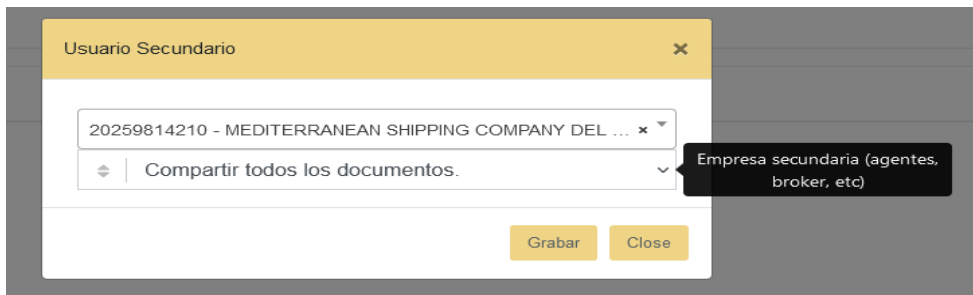 Usuario Secundario ×
20259814210 - MEDITERRANEAN SHIPPING COMPANY DEL ... ×
Compartir todos los documentos.
Empresa secundaria (agentes,
broker, etc)
Grabar Close